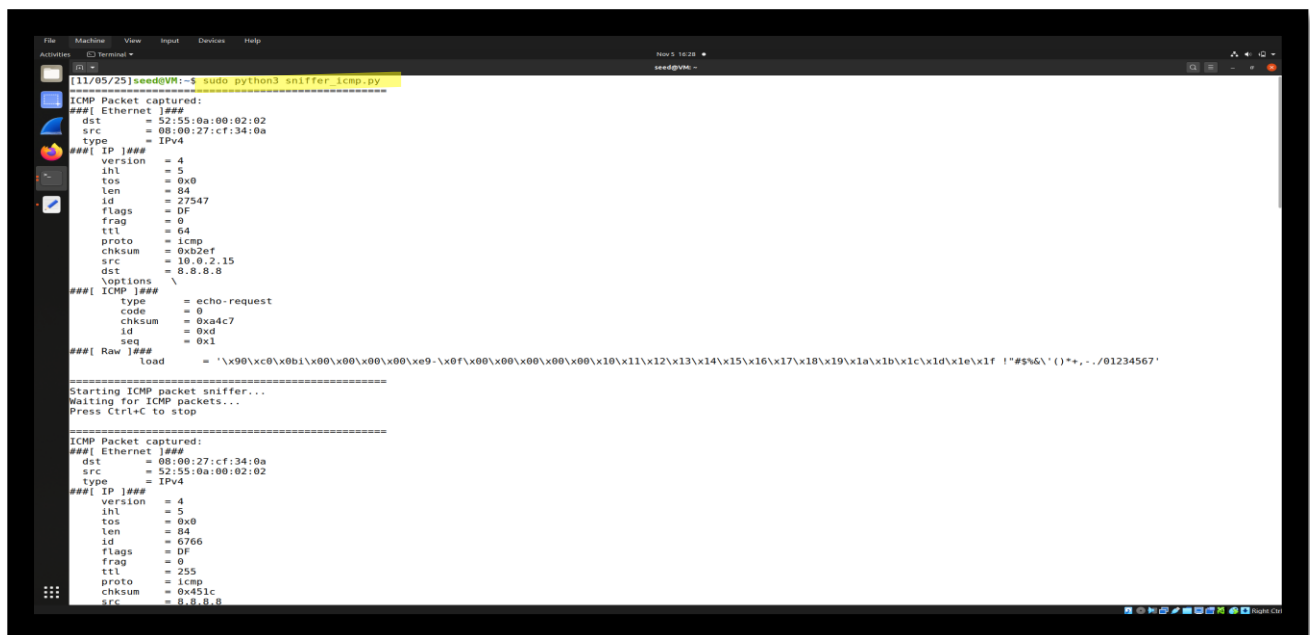 File Machine View Input Devices Help
Activities Terminal Nov 5 16:28
seed@VM: ~
[11/05/25]seed@VM:~$ sudo python3 sniffer_icmp.py
==================================================
ICMP Packet captured:
###[ Ethernet ]###
dst = 52:55:0a:00:02:02
src = 08:00:27:cf:34:0a
type = IPv4
###[ IP ]###
version = 4
ihl = 5
tos = 0x0
len = 84
id = 27547
flags = DF
frag = 0
ttl = 64
proto = icmp
chksum = 0xb2ef
src = 10.0.2.15
dst = 8.8.8.8
\options \
###[ ICMP ]###
type = echo-request
code = 0
chksum = 0xa4c7
id = 0xd
seq = 0x1
###[ Raw ]###
load = '\x90\xc0\x0bi\x00\x00\x00\x00\xe9-\x0f\x00\x00\x00\x00\x00\x10\x11\x12\x13\x14\x15\x16\x17\x18\x19\x1a\x1b\x1c\x1d\x1e\x1f !"#$%&\'()*+,-./01234567'
==================================================
Starting ICMP packet sniffer...
Waiting for ICMP packets...
Press Ctrl+C to stop
==================================================
ICMP Packet captured:
###[ Ethernet ]###
dst = 08:00:27:cf:34:0a
src = 52:55:0a:00:02:02
type = IPv4
###[ IP ]###
version = 4
ihl = 5
tos = 0x0
len = 84
id = 6766
flags = DF
frag = 0
ttl = 255
proto = icmp
chksum = 0x451c
src = 8.8.8.8
Right Ctrl